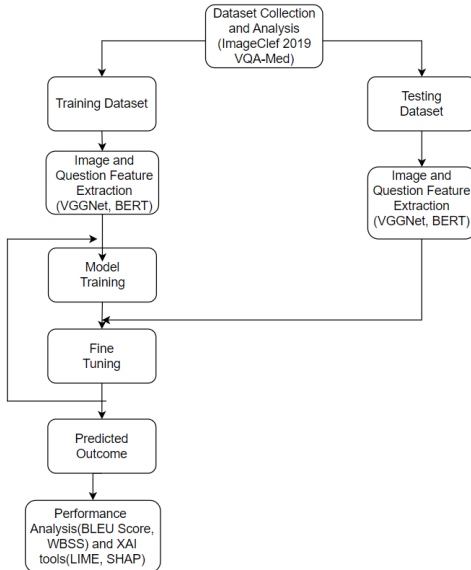 Dataset Collection
and Analysis
(ImageClef 2019
VQA-Med)
Training Dataset
Testing
Dataset
Image and
Question Feature
Extraction
(VGGNet, BERT)
Image and
Question Feature
Extraction
(VGGNet, BERT)
Model
Training
Fine
Tuning
Predicted
Outcome
Performance
Analysis(BLEU Score,
WBSS) and XAI
tools(LIME, SHAP)